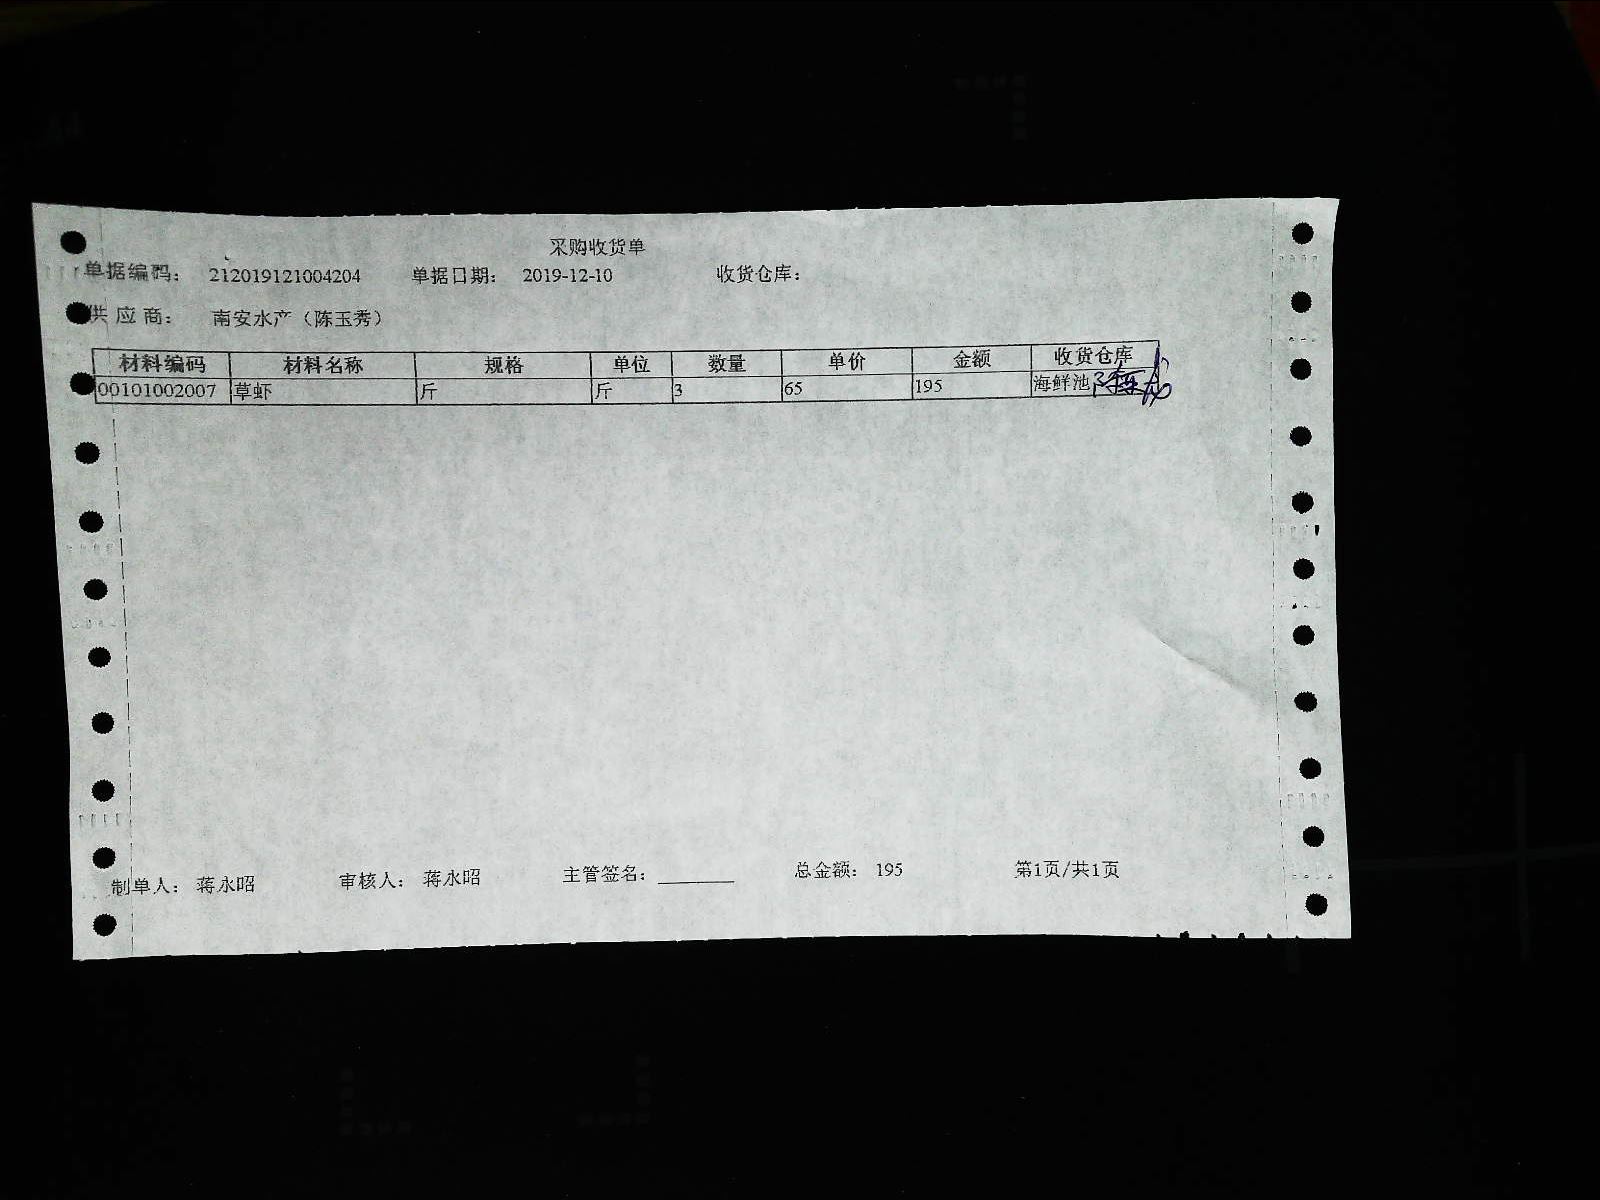 采购收货单
单据编码： 212019121004204 单据日期： 2019-12-10 收货仓库：
供应商： 南安水产（陈玉秀）
材料编码 材料名称 规格 单位 数量 单价 金额 收货仓库
00101002007 草虾 斤 斤 3 65 195 海鲜池
制单人： 蒋永昭 审核人： 蒋永昭 主管签名：________ 总金额： 195 第1页/共1页